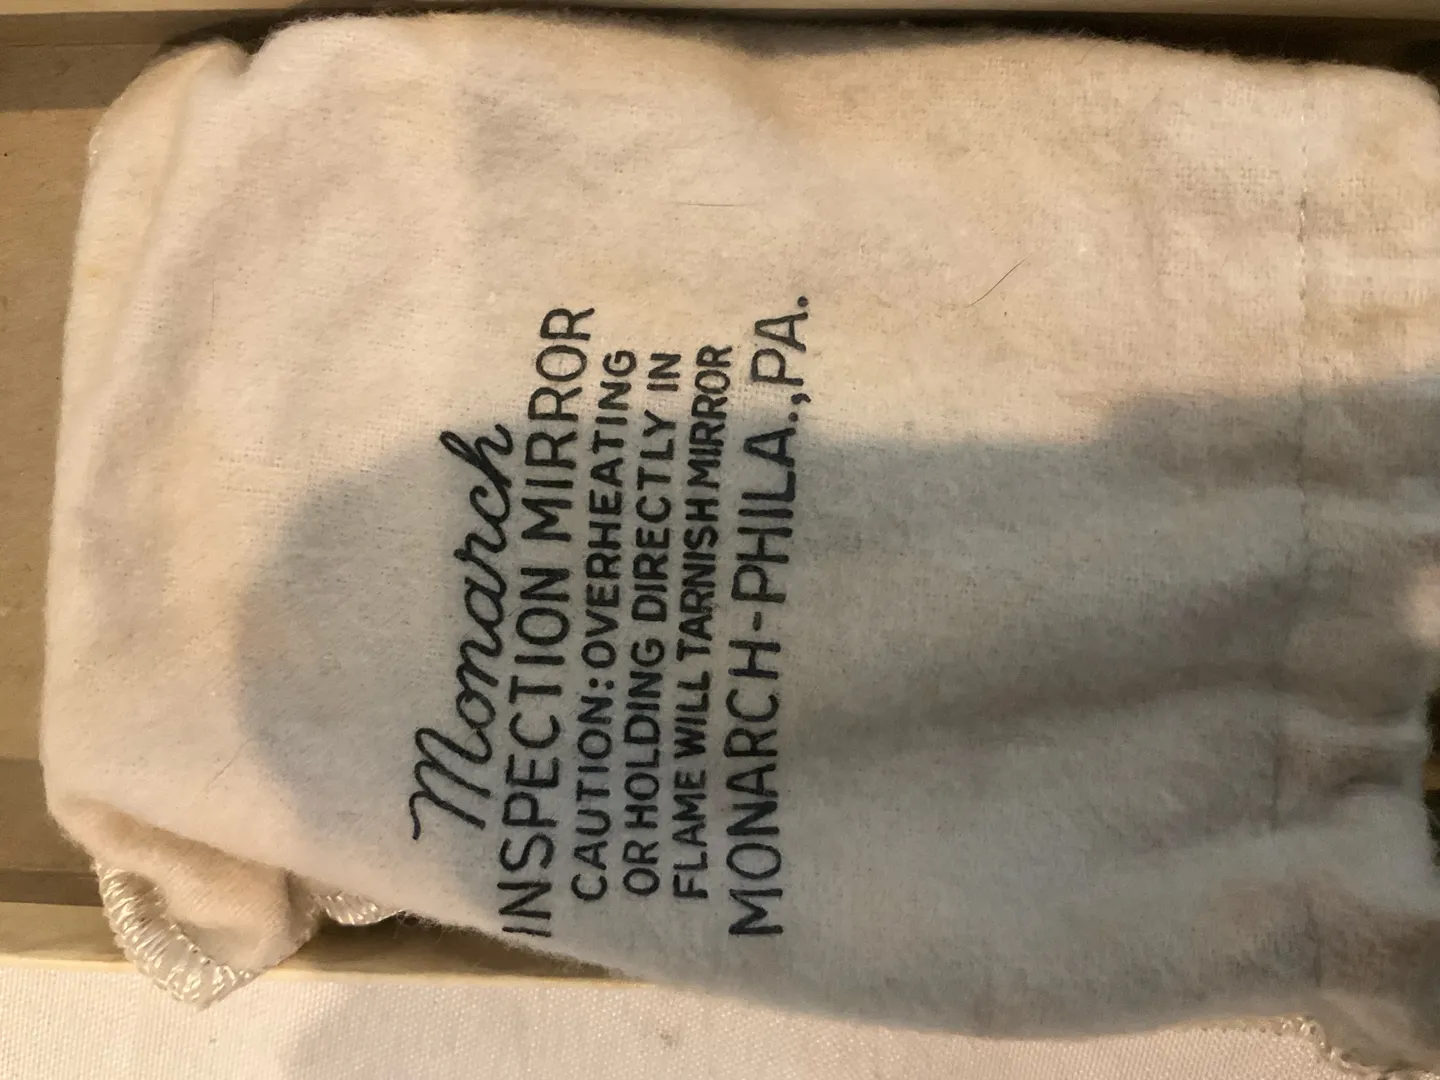 Monarch
INSPECTION MIRROR
CAUTION: OVERHEATING
OR HOLDING DIRECTLY IN
FLAME WILL TARNISH MIRROR
MONARCH-PHILA.,PA.